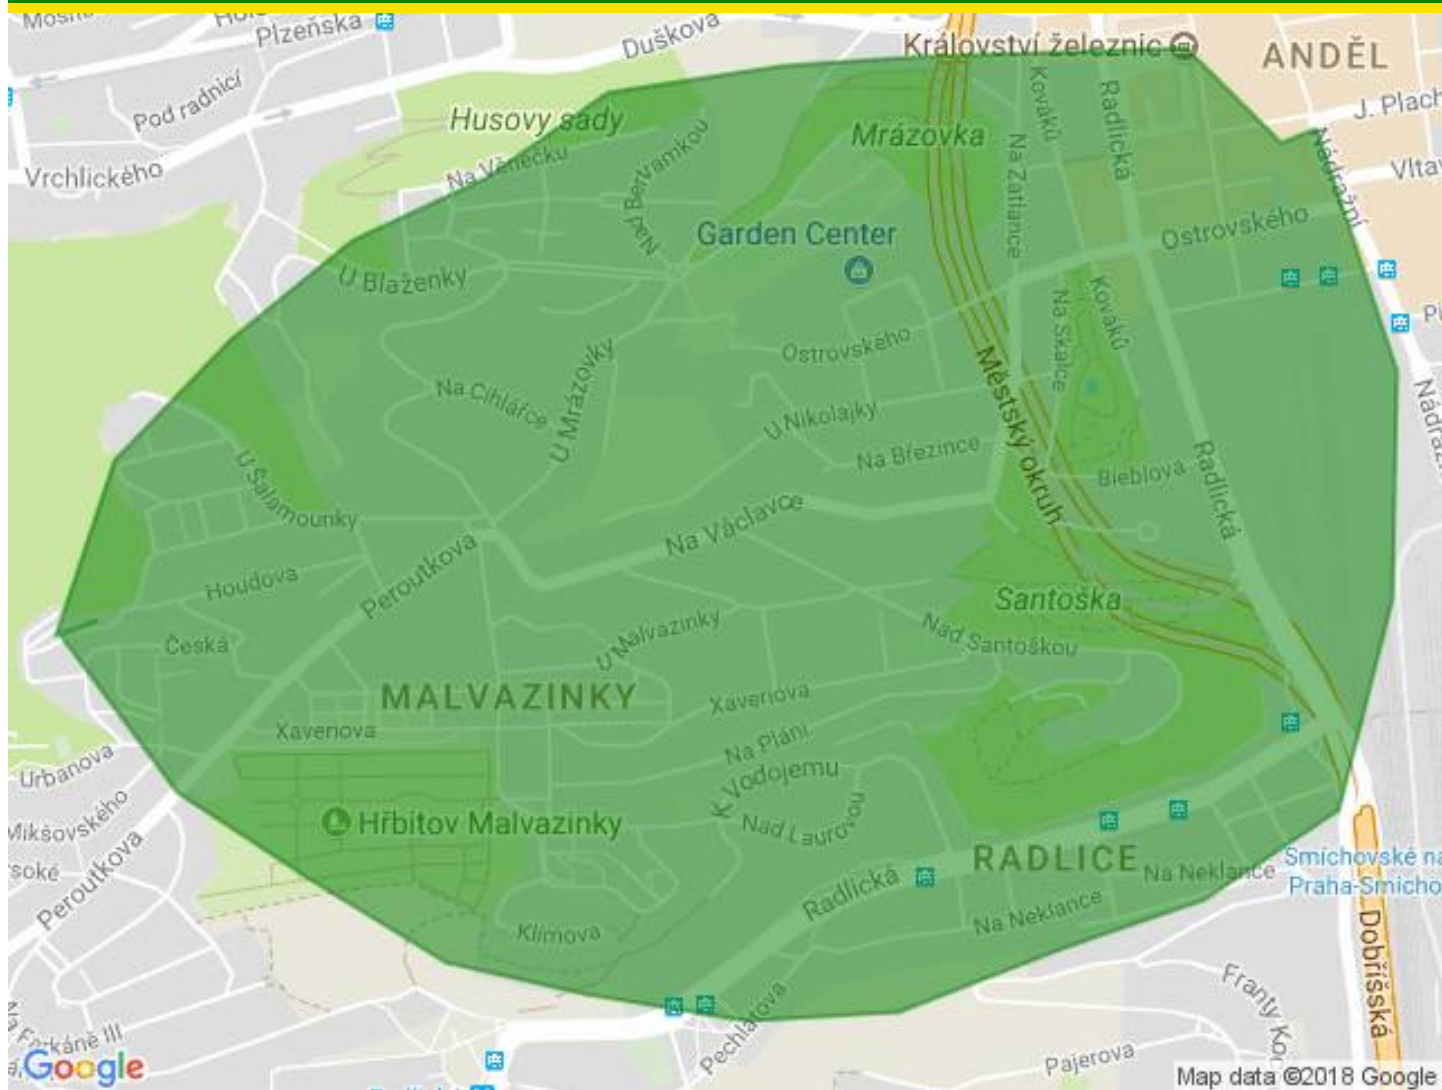 Plzeňska
Duškova
Království železnic
ANDĚL
Pod radnicí
J. Plach
Husovy sady
Mrázovka
Kováků
Radlická
Na Zatlance
Nádražní
Vrchlického
Na Věnečku
Nad Bertramkou
Vltav
Garden Center
Ostrovského
U Blaženky
Na Skalce
Kováků
Ostrovského
Městský okruh
Na Cihlářce
U Mrázovky
U Nikolajky
Na Březince
Bieblova
Radlická
U Šalamounky
Na Václavce
Peroutkova
Houdova
Santoška
Česká
U Malvazinky
Nad Santoškou
MALVAZINKY
Xaveriova
Xaveriova
Na Pláni
Urbanova
K Vodojemu
Mikšovského
Hřbitov Malvazinky
Nad Laurovou
RADLICE
Smíchovské na
Praha-Smícho
Na Neklance
Peroutkova
Radlická
Na Neklance
Klímova
Dobříšská
Pechlátova
Pajerova
Google
Map data ©2018 Google